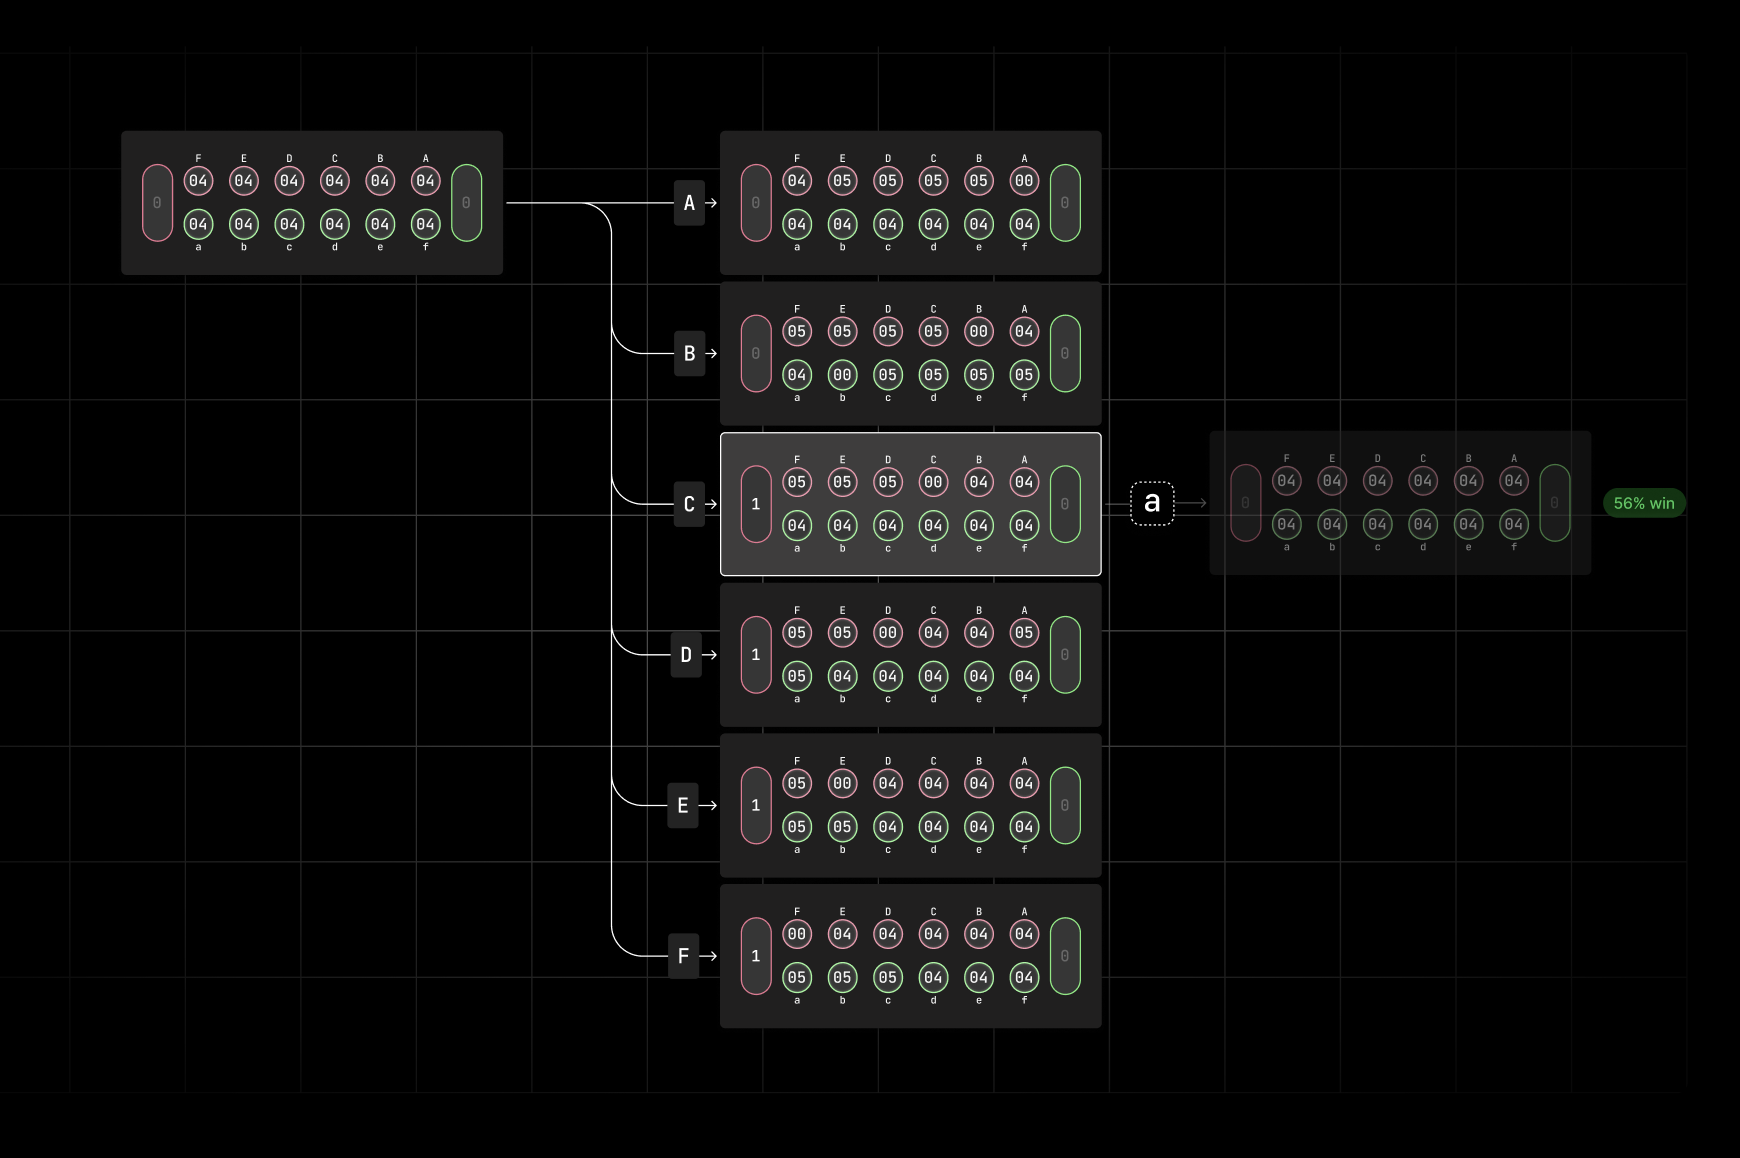 F E D C B A
0 04 04 04 04 04 04 0
04 04 04 04 04 04
a b c d e f
A
F E D C B A
0 04 05 05 05 05 00 0
04 04 04 04 04 04
a b c d e f
B
F E D C B A
0 05 05 05 05 00 04 0
04 00 05 05 05 05
a b c d e f
C
F E D C B A
1 05 05 05 00 04 04 0
04 04 04 04 04 04
a b c d e f
a
F E D C B A
0 04 04 04 04 04 04 0
04 04 04 04 04 04
a b c d e f
56% win
D
F E D C B A
1 05 05 00 04 04 05 0
05 04 04 04 04 04
a b c d e f
E
F E D C B A
1 05 00 04 04 04 04 0
05 05 04 04 04 04
a b c d e f
F
F E D C B A
1 00 04 04 04 04 04 0
05 05 05 04 04 04
a b c d e f